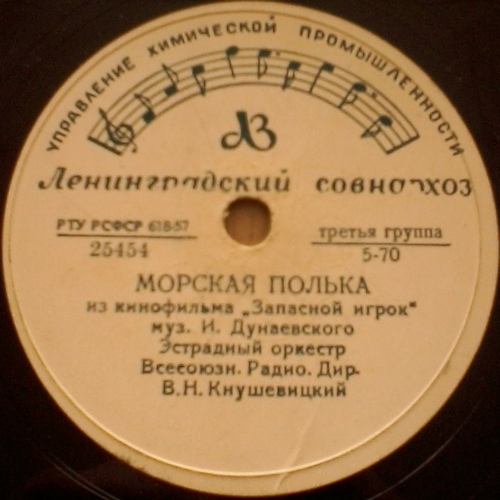 УПРАВЛЕНИЕ ХИМИЧЕСКОЙ ПРОМЫШЛЕННОСТИ
ЛЗ
Ленинградский совнархоз
РТУ РСФСР 618-57
25454
третья группа
5-70
МОРСКАЯ ПОЛЬКА
из кинофильма „Запасной игрок"
муз. И. Дунаевского
Эстрадный оркестр
Всесоюзн. Радио. Дир-
В.Н. Кнушевицкий